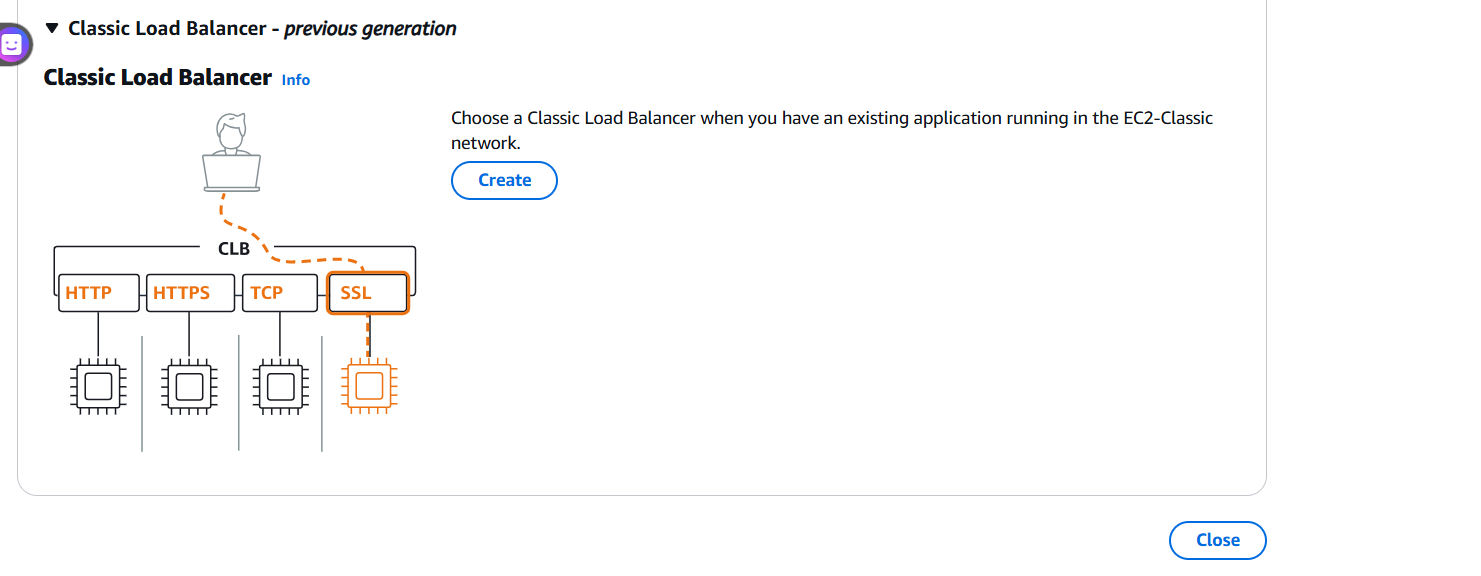 Classic Load Balancer - previous generation
Classic Load Balancer Info
Choose a Classic Load Balancer when you have an existing application running in the EC2-Classic
network.
Create
CLB
HTTP HTTPS TCP SSL
Close